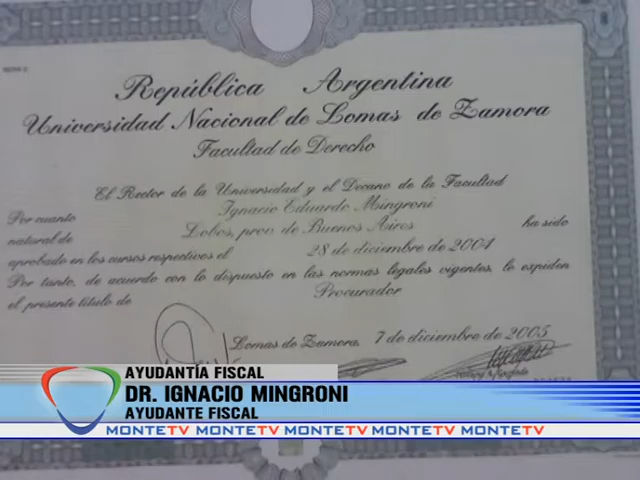 República Argentina
Universidad Nacional de Lomas de Zamora
Facultad de Derecho
El Rector de la Universidad y el Decano de la Facultad
Por cuanto Ignacio Eduardo Mingroni
natural de Lobos, prov. de Buenos Aires ha sido
aprobado en los cursos respectivos el 28 de diciembre de 2004
Por tanto, de acuerdo con lo dispuesto en las normas legales vigentes, le expiden
el presente título de Procurador
Lomas de Zamora, 7 de diciembre de 2005
AYUDANTÍA FISCAL
DR. IGNACIO MINGRONI
AYUDANTE FISCAL
MONTETV MONTETV MONTETV MONTETV MONTETV